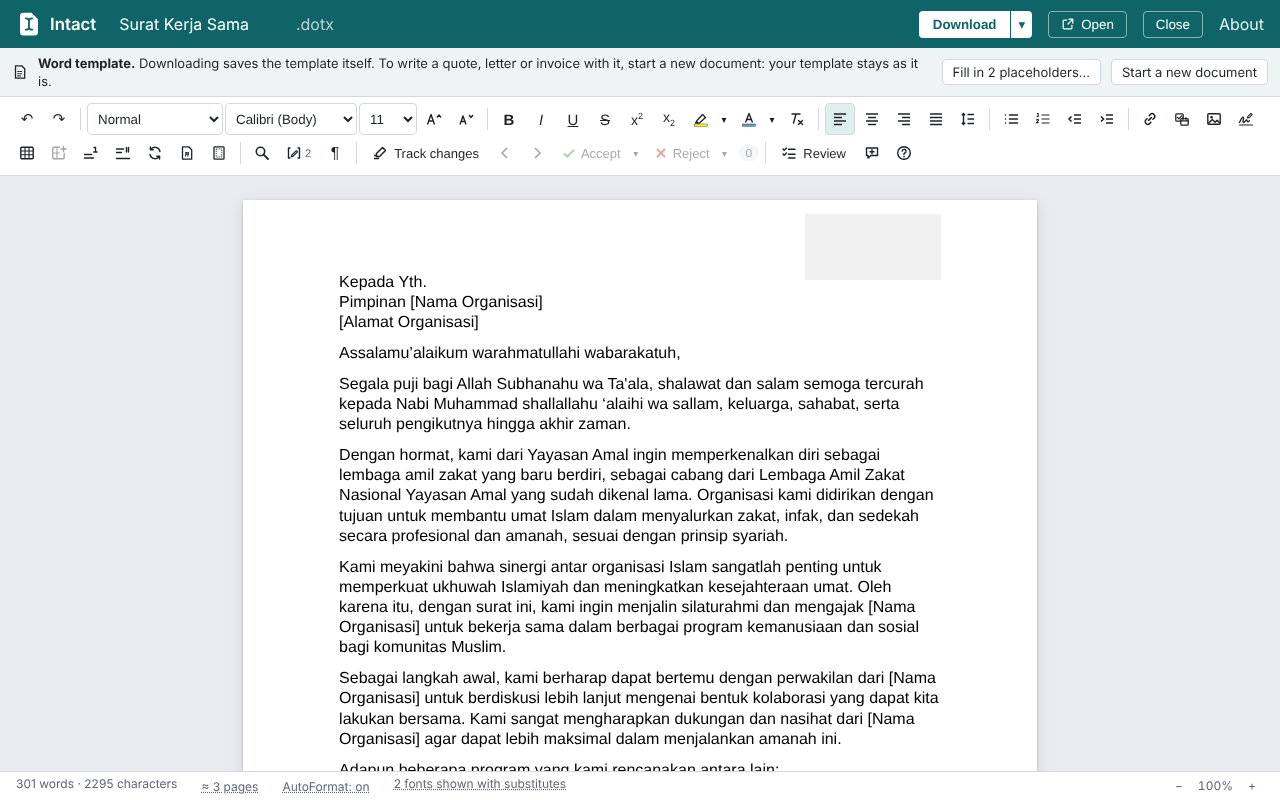 Intact Surat Kerja Sama .dotx Download ▾ Open Close About
Word template. Downloading saves the template itself. To write a quote, letter or invoice with it, start a new document: your template stays as it
is.
Fill in 2 placeholders... Start a new document
Normal Calibri (Body) 11 B I U S x² x₂
2 ¶ Track changes Accept Reject 0 Review
Kepada Yth.
Pimpinan [Nama Organisasi]
[Alamat Organisasi]
Assalamu’alaikum warahmatullahi wabarakatuh,
Segala puji bagi Allah Subhanahu wa Ta'ala, shalawat dan salam semoga tercurah
kepada Nabi Muhammad shallallahu ‘alaihi wa sallam, keluarga, sahabat, serta
seluruh pengikutnya hingga akhir zaman.
Dengan hormat, kami dari Yayasan Amal ingin memperkenalkan diri sebagai
lembaga amil zakat yang baru berdiri, sebagai cabang dari Lembaga Amil Zakat
Nasional Yayasan Amal yang sudah dikenal lama. Organisasi kami didirikan dengan
tujuan untuk membantu umat Islam dalam menyalurkan zakat, infak, dan sedekah
secara profesional dan amanah, sesuai dengan prinsip syariah.
Kami meyakini bahwa sinergi antar organisasi Islam sangatlah penting untuk
memperkuat ukhuwah Islamiyah dan meningkatkan kesejahteraan umat. Oleh
karena itu, dengan surat ini, kami ingin menjalin silaturahmi dan mengajak [Nama
Organisasi] untuk bekerja sama dalam berbagai program kemanusiaan dan sosial
bagi komunitas Muslim.
Sebagai langkah awal, kami berharap dapat bertemu dengan perwakilan dari [Nama
Organisasi] untuk berdiskusi lebih lanjut mengenai bentuk kolaborasi yang dapat kita
lakukan bersama. Kami sangat mengharapkan dukungan dan nasihat dari [Nama
Organisasi] agar dapat lebih maksimal dalam menjalankan amanah ini.
Adapun beberapa program yang kami rencanakan antara lain:
301 words · 2295 characters ≈ 3 pages AutoFormat: on 2 fonts shown with substitutes − 100% +